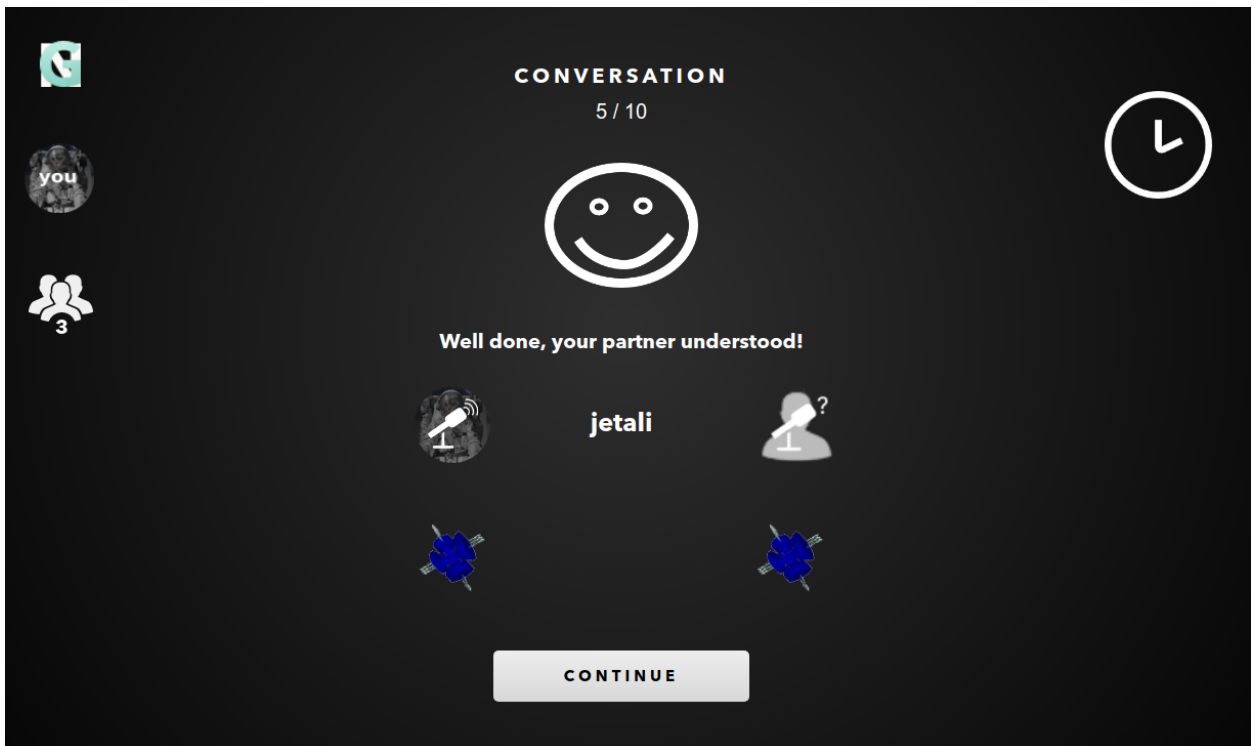 CONVERSATION
5 / 10
you
3
Well done, your partner understood!
jetali
?
CONTINUE